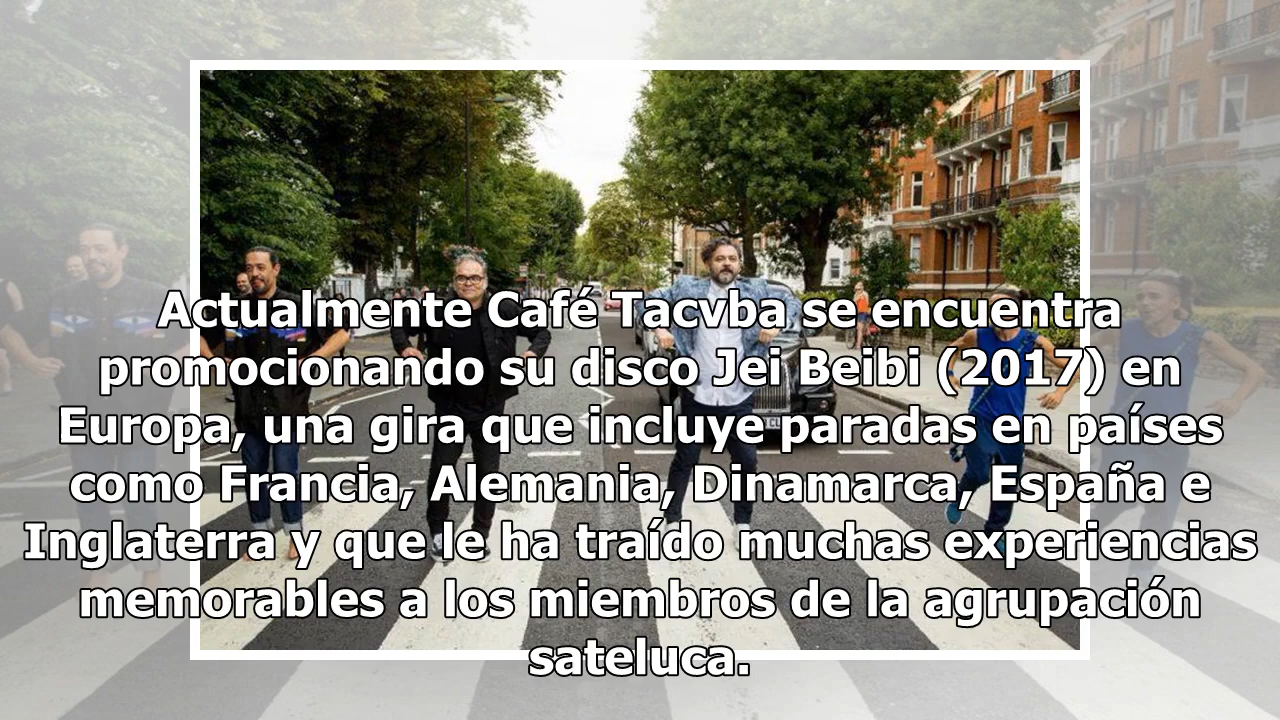 Actualmente Café Tacvba se encuentra
promocionando su disco Jei Beibi (2017) en
Europa, una gira que incluye paradas en países
como Francia, Alemania, Dinamarca, España e
Inglaterra y que le ha traído muchas experiencias
memorables a los miembros de la agrupación
sateluca.